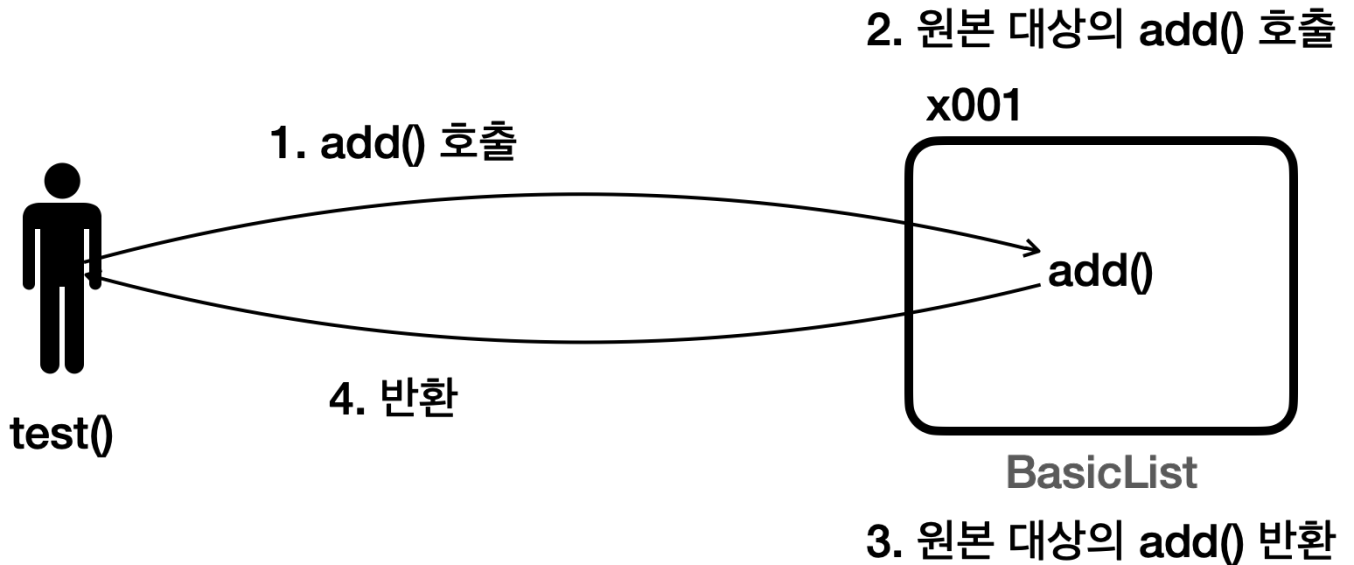 2. 원본 대상의 add() 호출
x001
1. add() 호출
add()
4. 반환
test()
BasicList
3. 원본 대상의 add() 반환